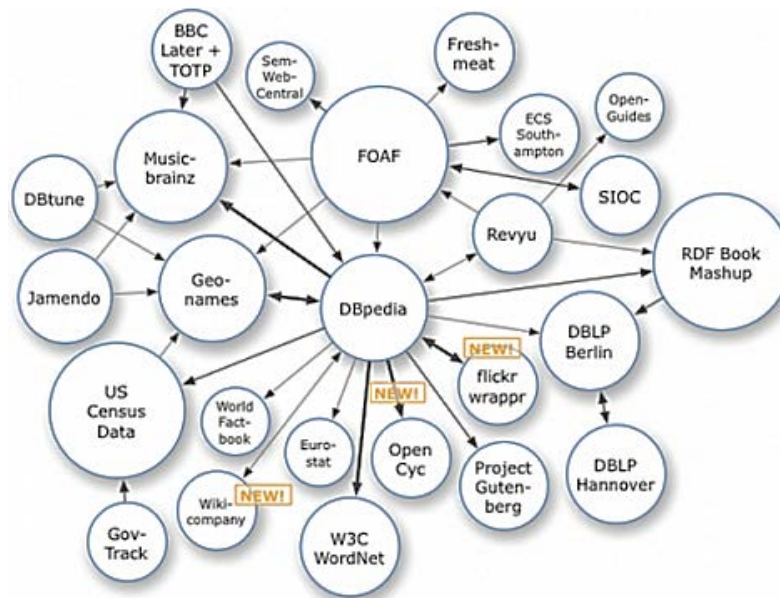 BBC
Later +
TOTP
Sem-
Web-
Central
Fresh-
meat
FOAF
ECS
South-
ampton
Open-
Guides
Music-
brainz
DBtune
SIOC
Revyu
RDF Book
Mashup
Jamendo
Geo-
names
DBpedia
DBLP
Berlin
NEW!
flickr
wrappr
US
Census
Data
World
Fact-
book
NEW!
Euro-
stat
Open
Cyc
Project
Guten-
berg
DBLP
Hannover
Wiki-
company
NEW!
Gov-
Track
W3C
WordNet